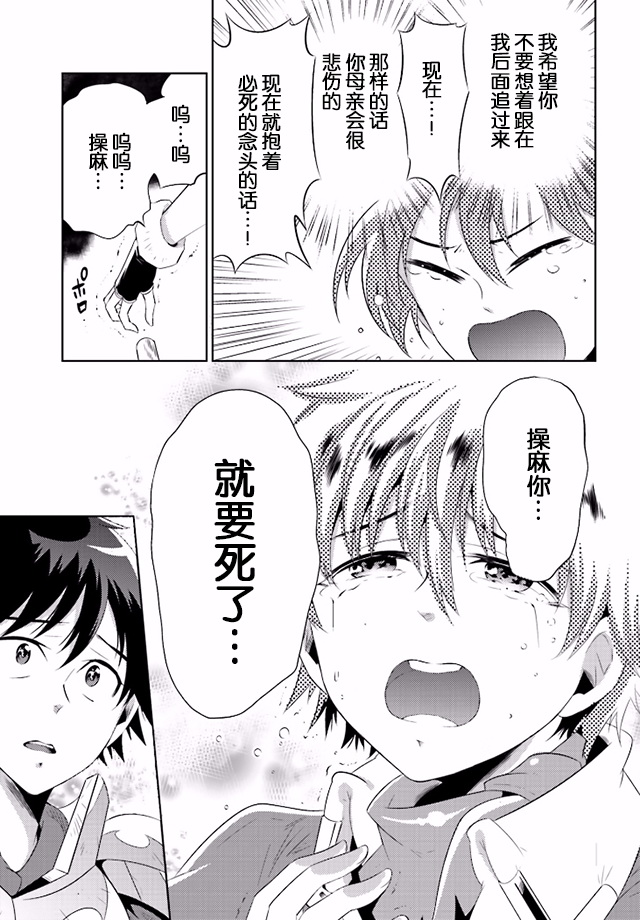 我希望你
不要想着跟在
我后面追过来
现在…！
那样的话
你母亲会很
悲伤的
现在就抱着
必死的念头的话…！
呜…呜
呜呜
操麻…
ポロ
操麻你…
就要死了…